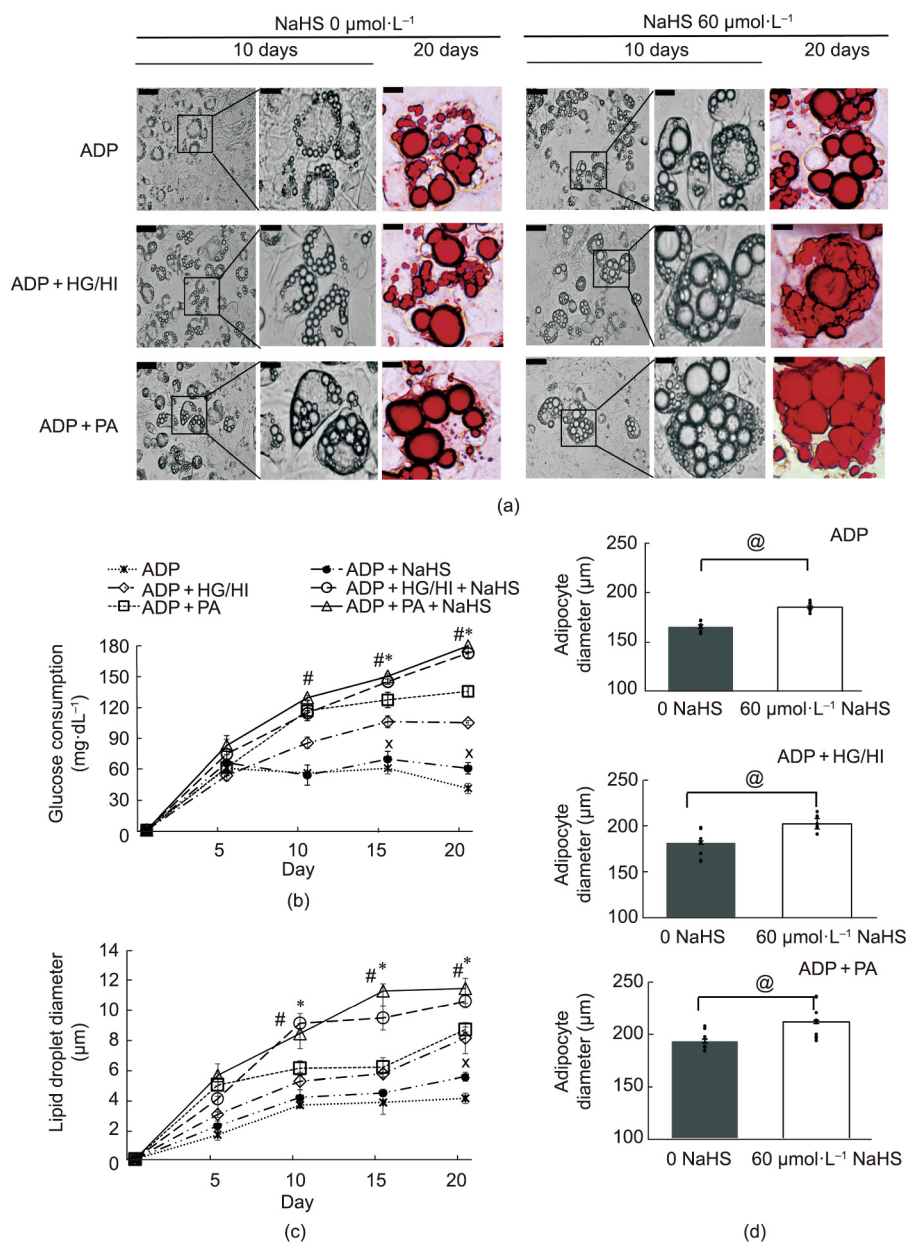 NaHS 0 µmol·L⁻¹ NaHS 60 µmol·L⁻¹
10 days 20 days 10 days 20 days
ADP
ADP + HG/HI
ADP + PA
(a)
ADP ADP + NaHS
ADP + HG/HI ADP + HG/HI + NaHS
ADP + PA ADP + PA + NaHS
Glucose consumption
(mg·dL⁻¹)
180
150
120
90
60
30
0
# #* #*
x x
5 10 15 20
Day
(b)
Lipid droplet diameter
(µm)
14
12
10
8
6
4
2
0
# * # * # *
x
5 10 15 20
Day
(c)
ADP
@
Adipocyte
diameter (µm)
250
200
150
100
0 NaHS 60 µmol·L⁻¹ NaHS
ADP + HG/HI
@
Adipocyte
diameter (µm)
250
200
150
100
0 NaHS 60 µmol·L⁻¹ NaHS
ADP + PA
@
Adipocyte
diameter (µm)
250
200
150
100
0 NaHS 60 µmol·L⁻¹ NaHS
(d)